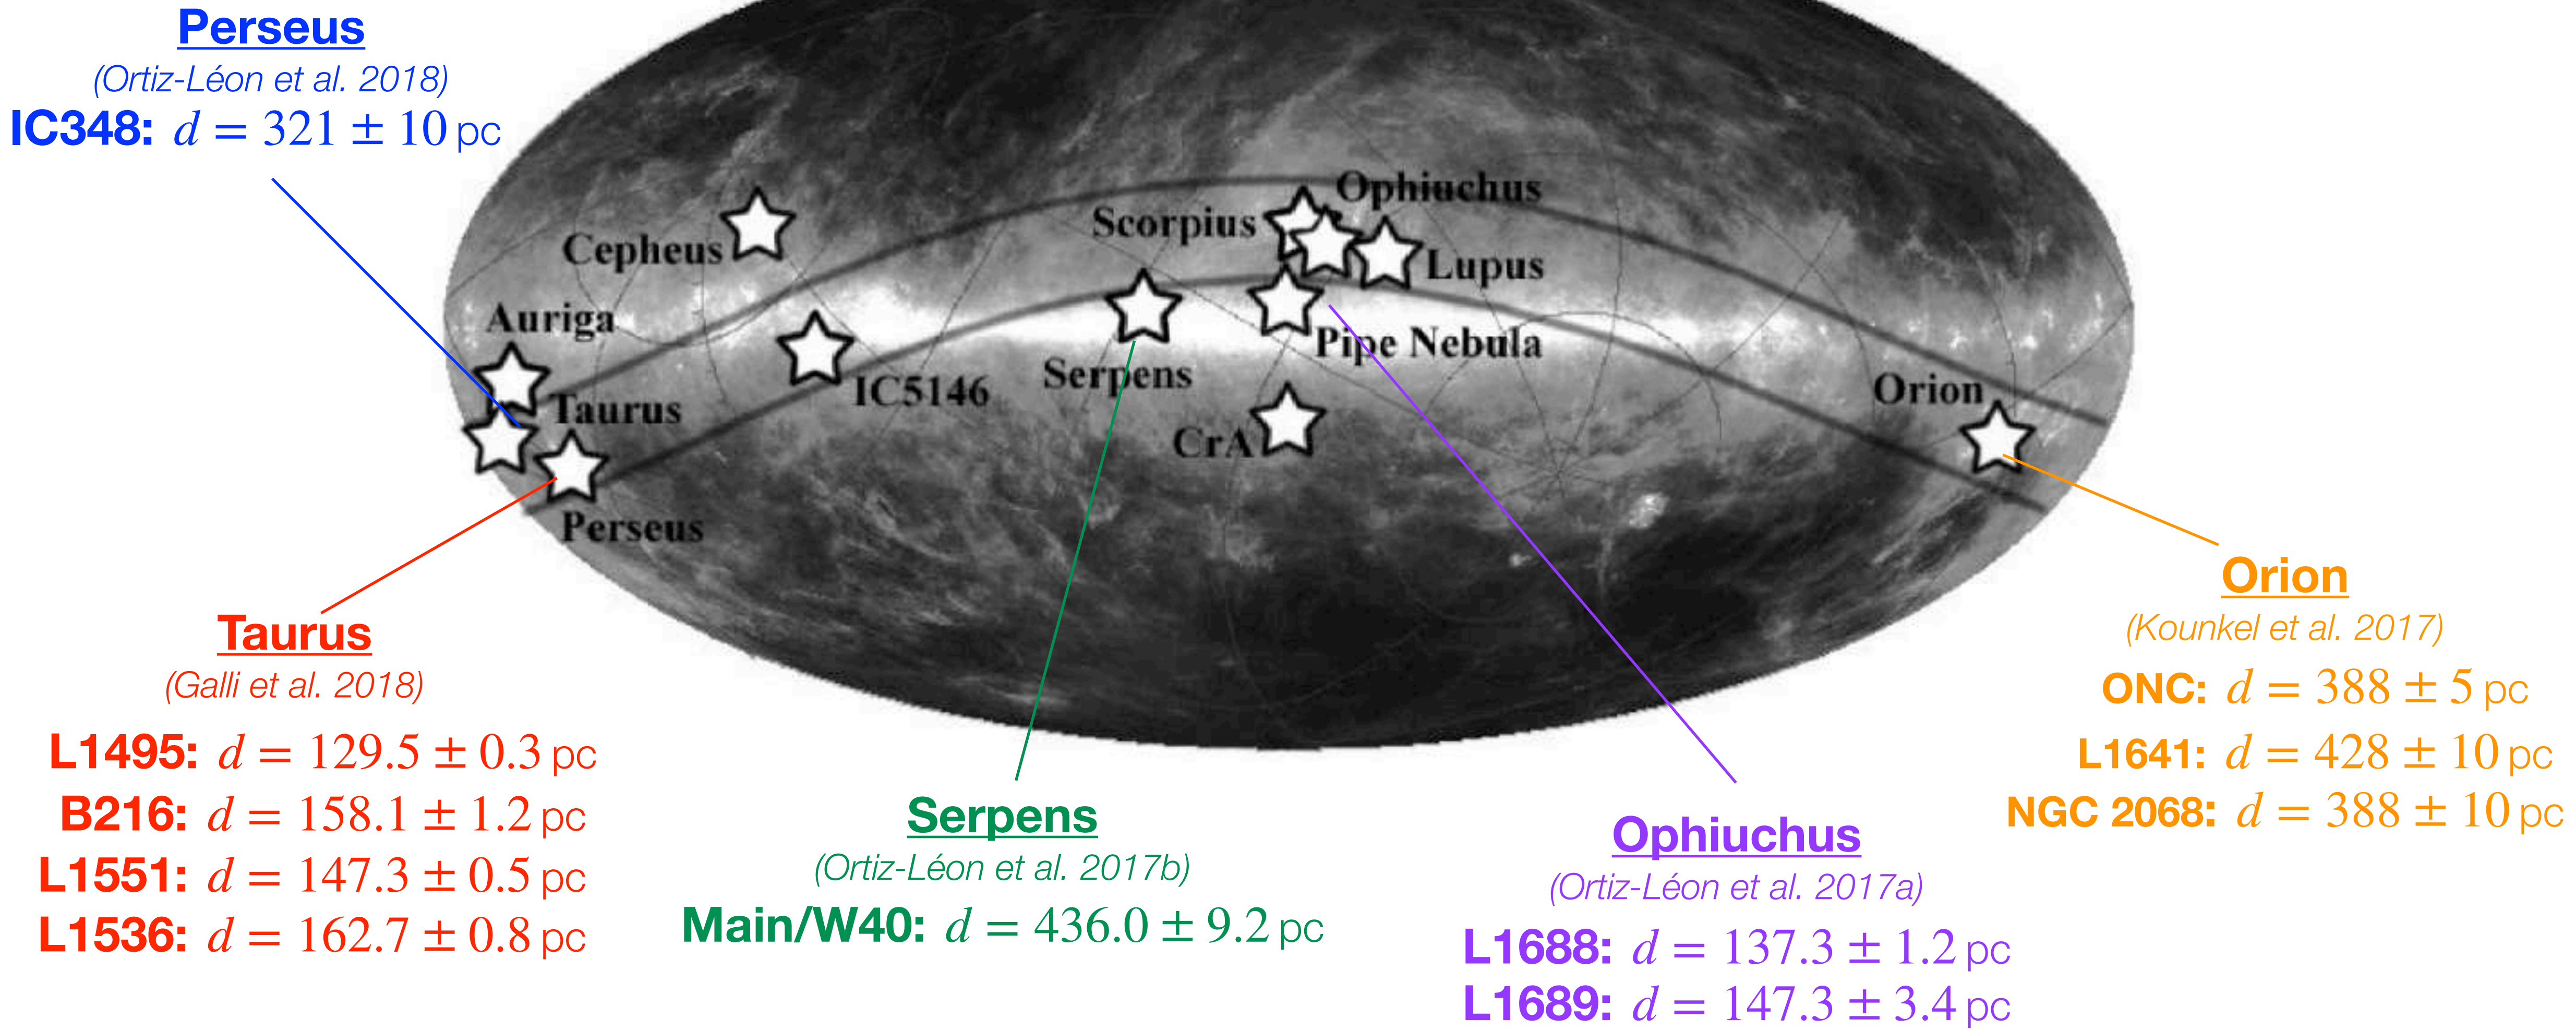 Perseus
(Ortiz-Léon et al. 2018)
IC348: d = 321 ± 10 pc
Ophiuchus
Scorpius
Cepheus
Lupus
Auriga
Pipe Nebula
Serpens
IC5146
Taurus
Orion
CrA
Perseus
Taurus
(Galli et al. 2018)
L1495: d = 129.5 ± 0.3 pc
B216: d = 158.1 ± 1.2 pc
L1551: d = 147.3 ± 0.5 pc
L1536: d = 162.7 ± 0.8 pc
Serpens
(Ortiz-Léon et al. 2017b)
Main/W40: d = 436.0 ± 9.2 pc
Ophiuchus
(Ortiz-Léon et al. 2017a)
L1688: d = 137.3 ± 1.2 pc
L1689: d = 147.3 ± 3.4 pc
Orion
(Kounkel et al. 2017)
ONC: d = 388 ± 5 pc
L1641: d = 428 ± 10 pc
NGC 2068: d = 388 ± 10 pc